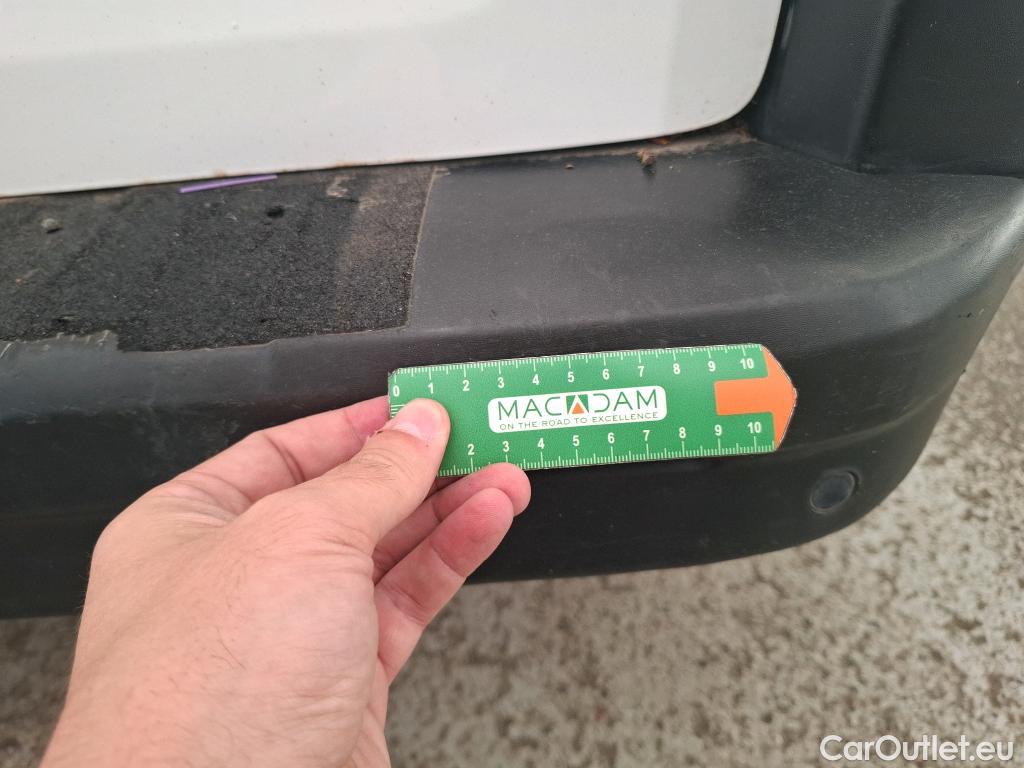 0 1 2 3 4 5 6 7 8 9 10
MACADAM
ON THE ROAD TO EXCELLENCE
2 3 4 5 6 7 8 9 10
CarOutlet.eu